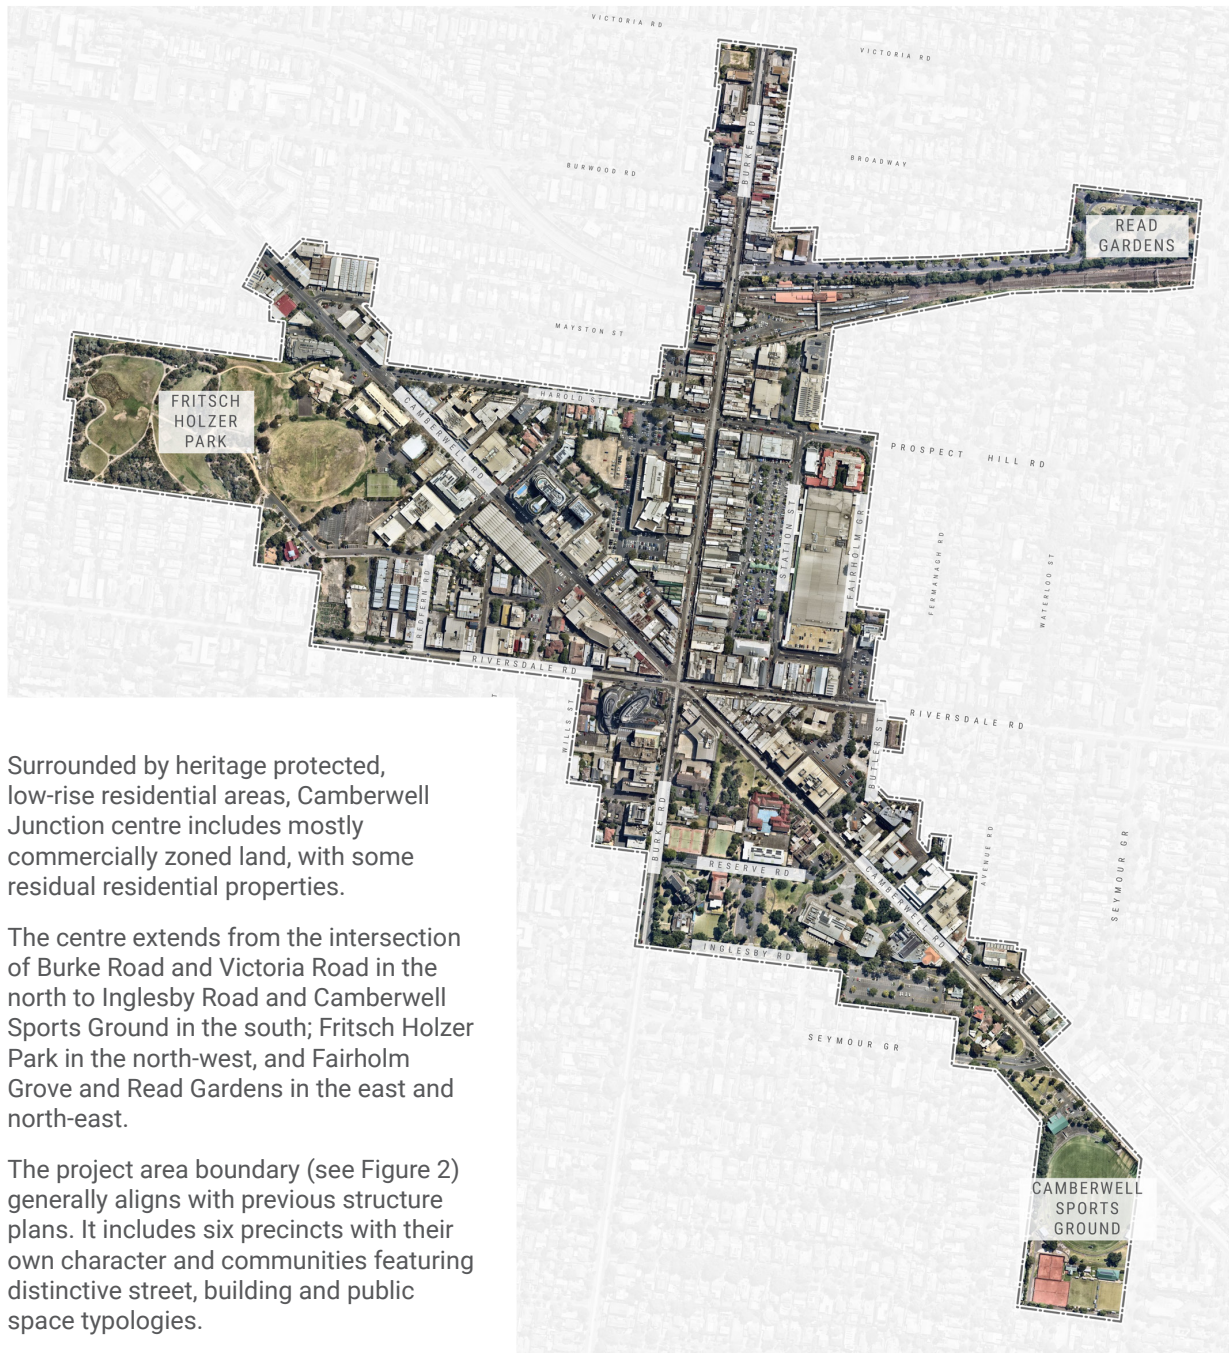 VICTORIA RD
VICTORIA RD
BURKE RD
BURWOOD RD
BROADWAY
READ
GARDENS
MAYSTON ST
HAROLD ST
FRITSCH
HOLZER
PARK
CAMBERWELL RD
PROSPECT HILL RD
STATION ST
FAIRHOLM GR
FERMANAGH RD
WATERLOO ST
REDFERN RD
RIVERSDALE RD
WILLS ST
RIVERSDALE RD
BUTLER ST
BURKE RD
RESERVE RD
CAMBERWELL RD
AVENUE RD
SEYMOUR GR
INGLESBY RD
SEYMOUR GR
CAMBERWELL
SPORTS
GROUND
Surrounded by heritage protected,
low-rise residential areas, Camberwell
Junction centre includes mostly
commercially zoned land, with some
residual residential properties.
The centre extends from the intersection
of Burke Road and Victoria Road in the
north to Inglesby Road and Camberwell
Sports Ground in the south; Fritsch Holzer
Park in the north-west, and Fairholm
Grove and Read Gardens in the east and
north-east.
The project area boundary (see Figure 2)
generally aligns with previous structure
plans. It includes six precincts with their
own character and communities featuring
distinctive street, building and public
space typologies.